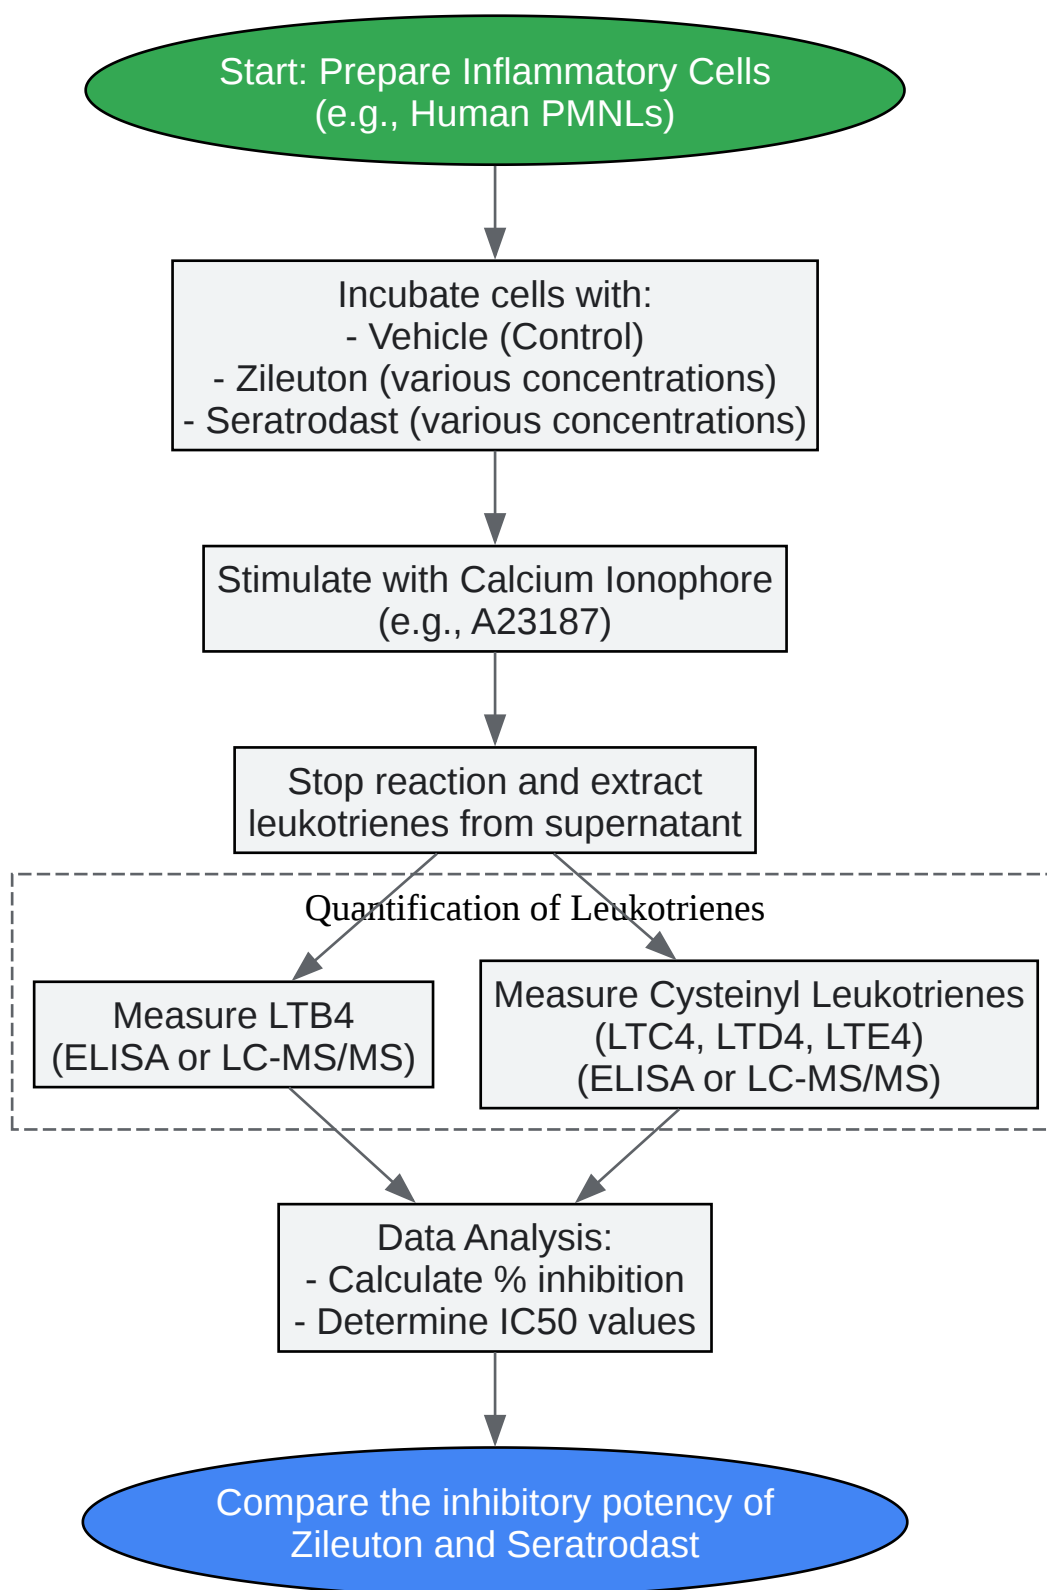 Start: Prepare Inflammatory Cells
(e.g., Human PMNLs)
Incubate cells with:
- Vehicle (Control)
- Zileuton (various concentrations)
- Seratrodast (various concentrations)
Stimulate with Calcium Ionophore
(e.g., A23187)
Stop reaction and extract
leukotrienes from supernatant
Quantification of Leukotrienes
Measure LTB4
(ELISA or LC-MS/MS)
Measure Cysteinyl Leukotrienes
(LTC4, LTD4, LTE4)
(ELISA or LC-MS/MS)
Data Analysis:
- Calculate % inhibition
- Determine IC50 values
Compare the inhibitory potency of
Zileuton and Seratrodast